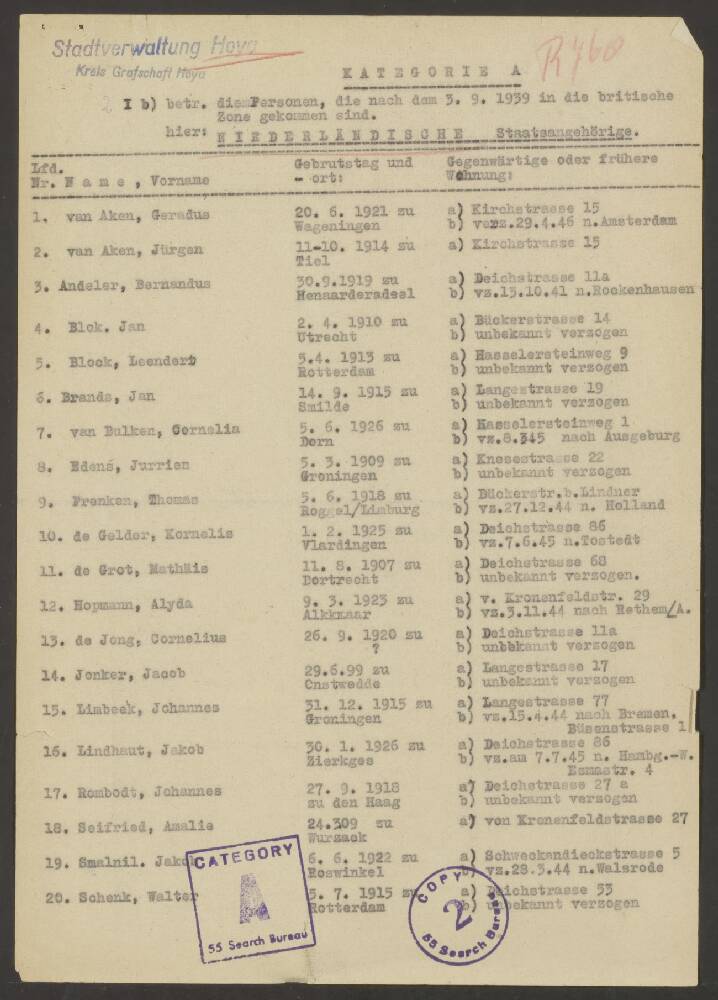 Stadtverwaltung Hoya
Kreis Grafschaft Hoya
R 460
KATEGORIE A
I b) betr. diemPersonen, die nach dem 3. 9. 1939 in die britische
Zone gekommen sind.
hier: NIEDERLÄNDISCHE Staatsangehörige.
Lfd. Gebrutstag und Gegenwärtige oder frühere
Nr. Name, Vorname - ort: Wohnung:
1. van Aken, Geradus 20. 6. 1921 zu a) Kirchstrasse 15
Wageningen b) verz.29.4.46 n.Amsterdam
2. van Aken, Jürgen 11-10. 1914 zu a) Kirchstrasse 15
Tiel
3. Andeler, Bernandus 30.9.1919 zu a) Deichstrasse 11a
Henaarderadeel b) vz.13.10.41 n.Rockenhausen
4. Blok. Jan 2. 4. 1910 zu a) Bückerstrasse 14
Utrecht b) unbekannt verzogen
5. Block, Leendert 5.4. 1913 zu a) Hasselersteinweg 9
Rotterdam b) unbekannt verzogen
6. Brands, Jan 14. 9. 1915 zu a) Langestrasse 19
Smilde b) unbekannt verzogen
7. van Bulken, Cornelia 5. 6. 1926 zu a) Hasselersteinweg 1
Dorn b) vz.8.345 nach Ausgeburg
8. Edens, Jurrien 5. 3. 1909 zu a) Knesestrasse 22
Groningen b) unbekannt verzogen
9. Frenken, Thomas 5. 6. 1918 zu a) Bückerstr.b.Lindner
Roggel/Limburg b) vz.27.12.44 n. Holland
10. de Gelder, Kornelis 1. 2. 1925 zu a) Deichstrasse 86
Vlardingen b) vz.7.6.45 n.Tostedt
11. de Grot, Mathäis 11. 8. 1907 zu a) Deichstrasse 68
Dortrecht b) unbekannt verzogen.
12. Hopmann, Alyda 9. 3. 1923 zu a) v. Kronenfeldstr. 29
Alkkmaar b) vz.3.11.44 nach Rethem/A.
13. de Jong, Cornelius 26. 9. 1920 zu a) Deichstrasse 11a
? b) unbbkannt verzogen
14. Jonker, Jacob 29.6.99 zu a) Langestrasse 17
Onstwedde b) unbekannt verzogen
15. Limbeek, Johannes 31. 12. 1915 zu a) Langestrasse 77
Groningen b) vz.15.4.44 nach Bremen,
Büsenstrasse 1
16. Lindhaut, Jakob 30. 1. 1926 zu a) Deichstrasse 86
Zierkges b) vz.am 7.7.45 n. Hambg.-W.
Esmastr. 4
17. Rombodt, Johannes 27. 9. 1918 a) Deichstrasse 27 a
zu den Haag b) unbekannt verzogen
18. Seifried, Amalie 24.309 zu a) von Kronenfeldstrasse 27
Wurzack
19. Smalnil. Jakob 6. 6. 1922 zu a) Schweckendieckstrasse 5
Roswinkel b) vz.28.3.44 n.Walsrode
20. Schenk, Walter 5. 7. 1915 zu a) Deichstrasse 53
Rotterdam b) unbekannt verzogen
CATEGORY
A
55 Search Bureau
COPY
2
55 Search Bureau